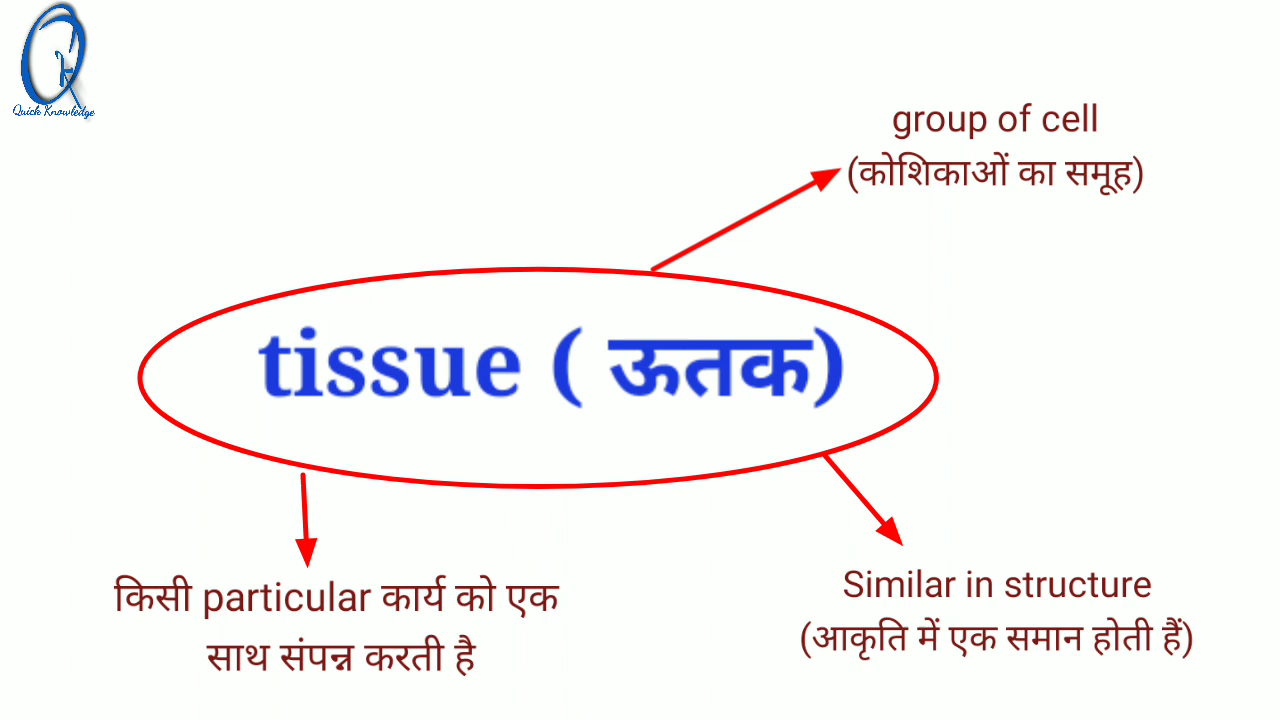 Quick Knowledge
group of cell
(कोशिकाओं का समूह)
tissue ( ऊतक)
किसी particular कार्य को एक
साथ संपन्न करती है
Similar in structure
(आकृति में एक समान होती हैं)